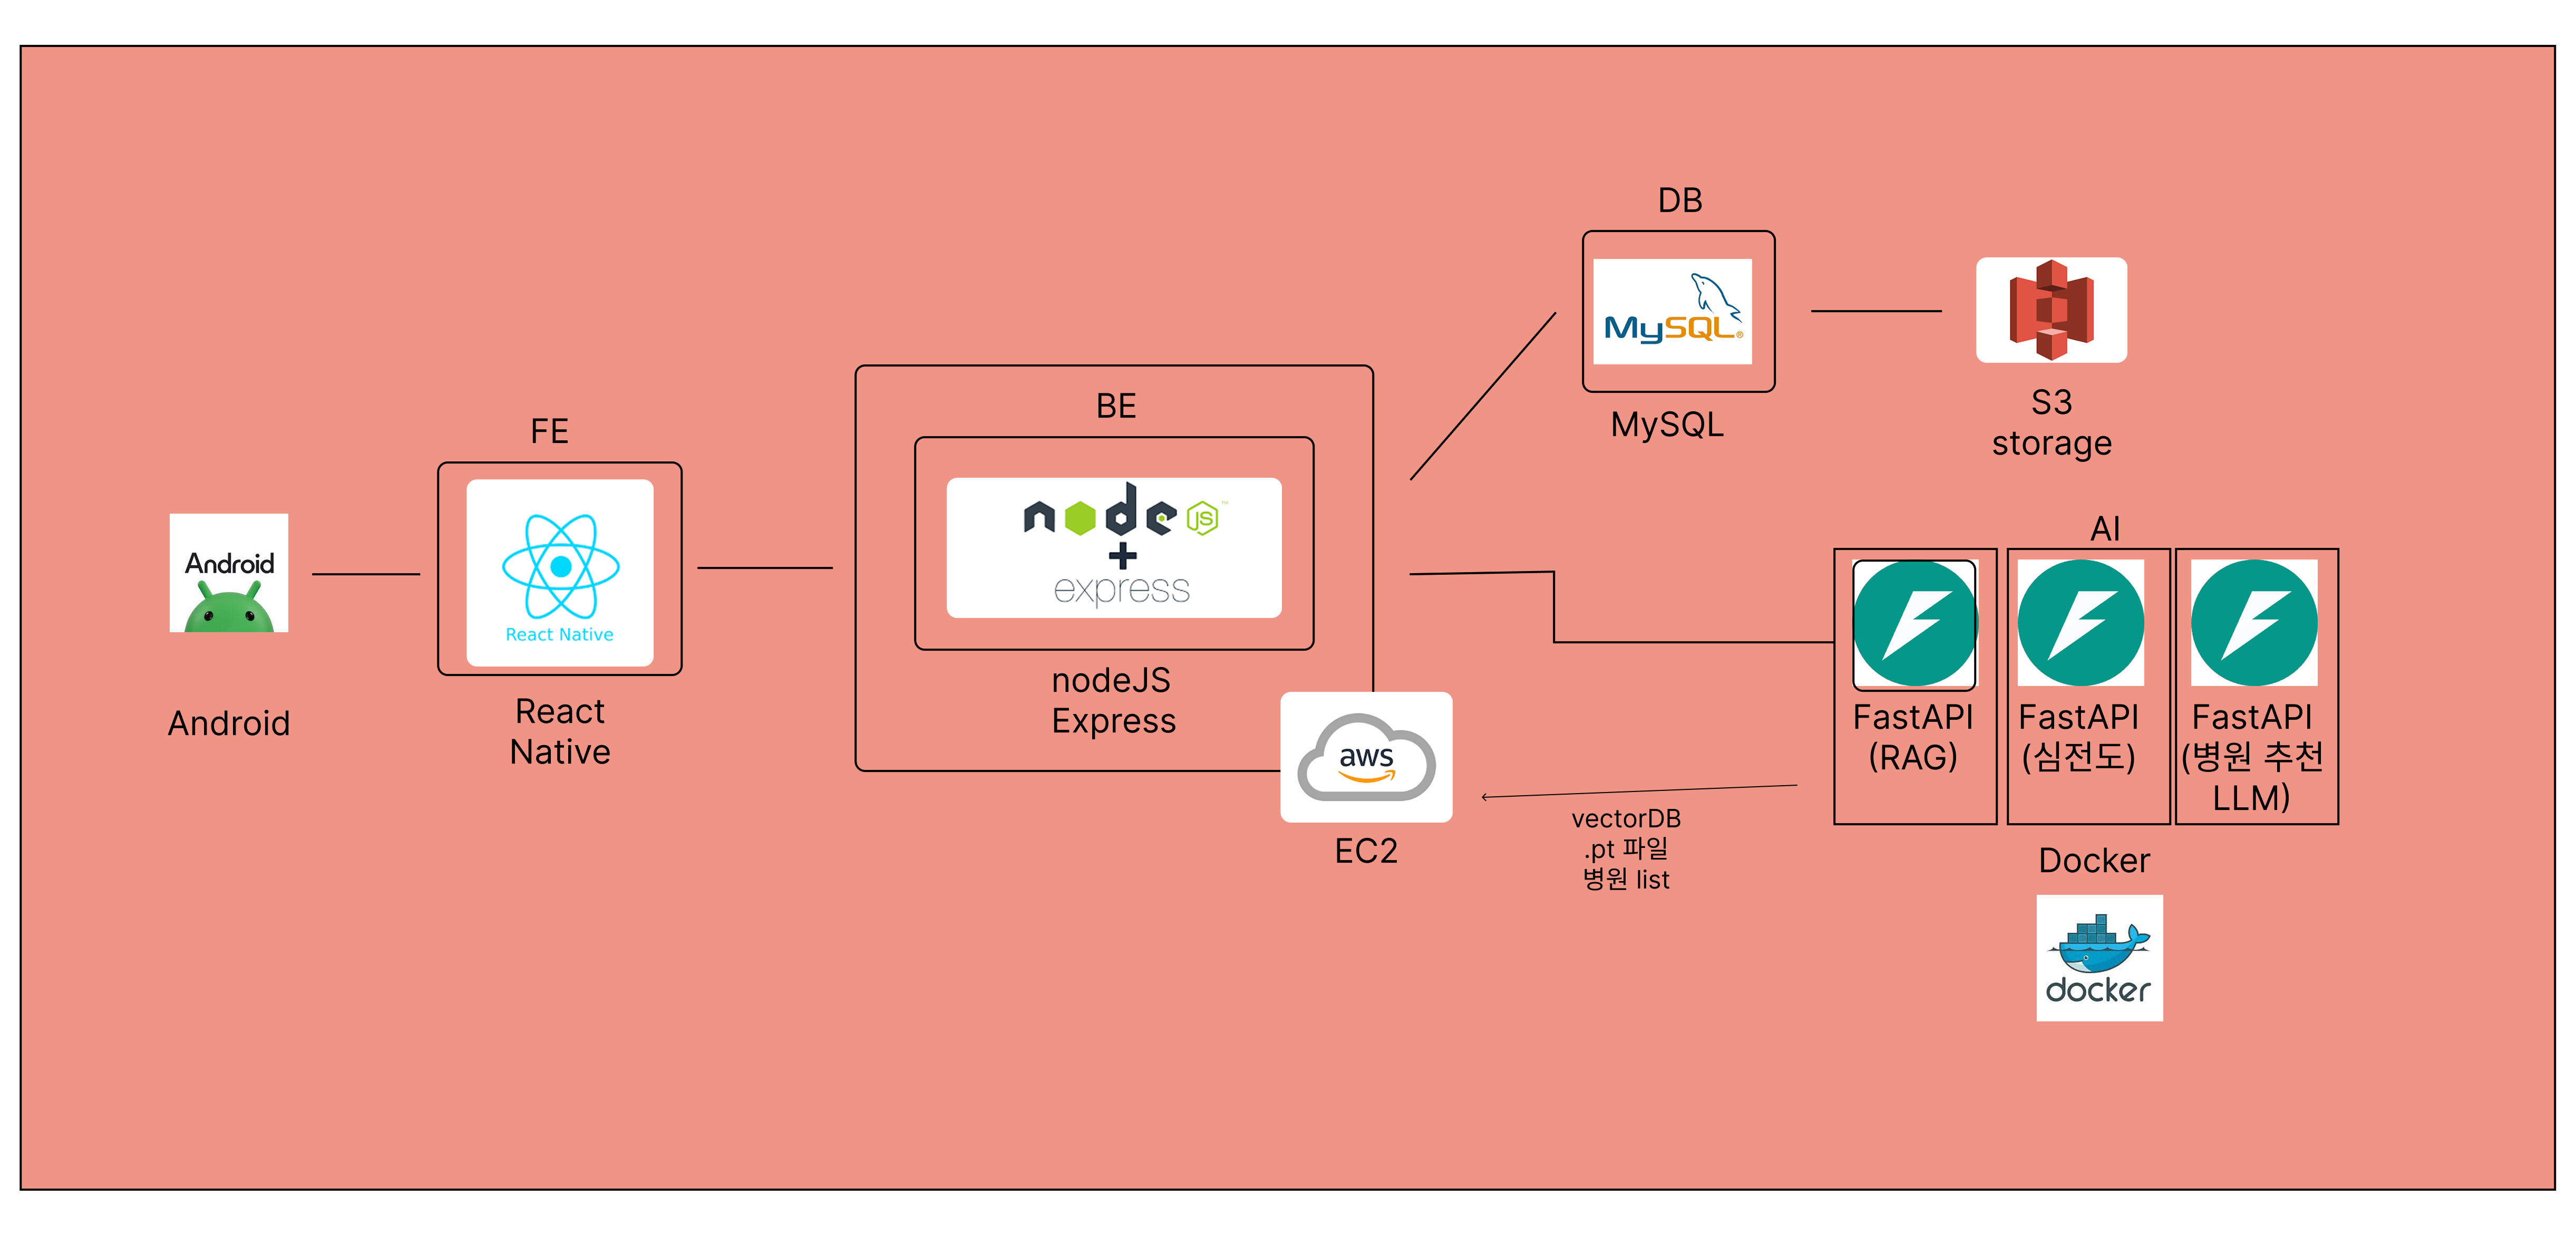 Android
Android
FE
React Native
React
Native
BE
node
JS
TM
+
express
nodeJS
Express
aws
EC2
DB
MySQL®
MySQL
S3
storage
AI
FastAPI
(RAG)
FastAPI
(심전도)
FastAPI
(병원 추천
LLM)
vectorDB
.pt 파일
병원 list
Docker
docker